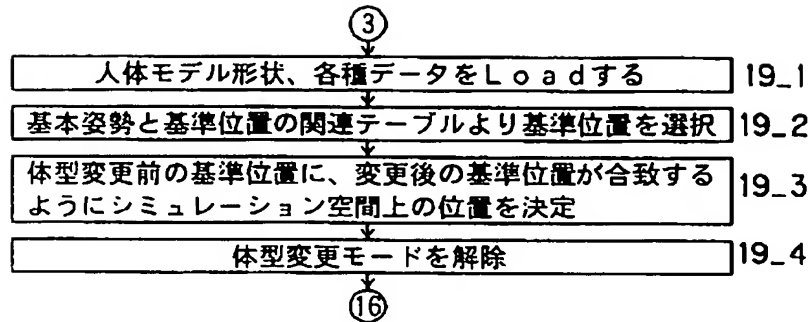 ③
人体モデル形状、各種データをLoadする 19_1
基本姿勢と基準位置の関連テーブルより基準位置を選択 19_2
体型変更前の基準位置に、変更後の基準位置が合致する
ようにシミュレーション空間上の位置を決定 19_3
体型変更モードを解除 19_4
⑯